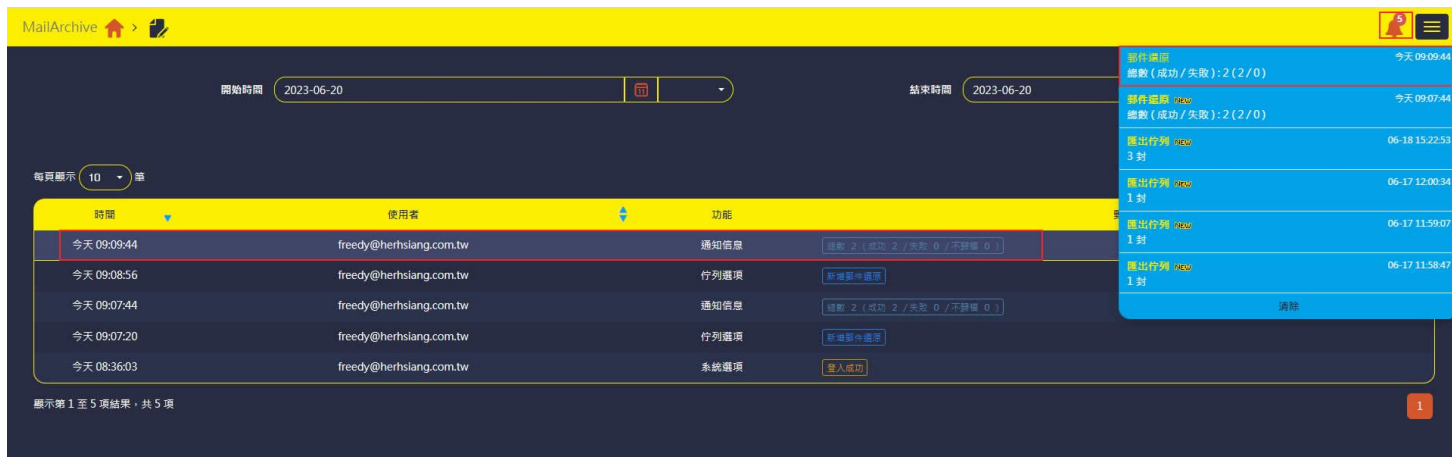 MailArchive
5
開始時間 2023-06-20
11
結束時間 2023-06-20
每頁顯示 10 筆
時間 使用者 功能
今天 09:09:44 freedy@herhsiang.com.tw 通知信息 總數 2 ( 成功 2 /失敗 0 /不歸檔 0 )
今天 09:08:56 freedy@herhsiang.com.tw 佇列選項 新增郵件還原
今天 09:07:44 freedy@herhsiang.com.tw 通知信息 總數 2 ( 成功 2 /失敗 0 /不歸檔 0 )
今天 09:07:20 freedy@herhsiang.com.tw 佇列選項 新增郵件還原
今天 08:36:03 freedy@herhsiang.com.tw 系統選項 登入成功
顯示第 1 至 5 項結果，共 5 項
1
郵件還原 今天 09:09:44
總數 ( 成功 / 失敗 ) : 2 ( 2 / 0 )
郵件還原 NEW 今天 09:07:44
總數 ( 成功 / 失敗 ) : 2 ( 2 / 0 )
匯出佇列 NEW 06-18 15:22:53
3 封
匯出佇列 NEW 06-17 12:00:34
1 封
匯出佇列 NEW 06-17 11:59:07
1 封
匯出佇列 NEW 06-17 11:58:47
1 封
清除